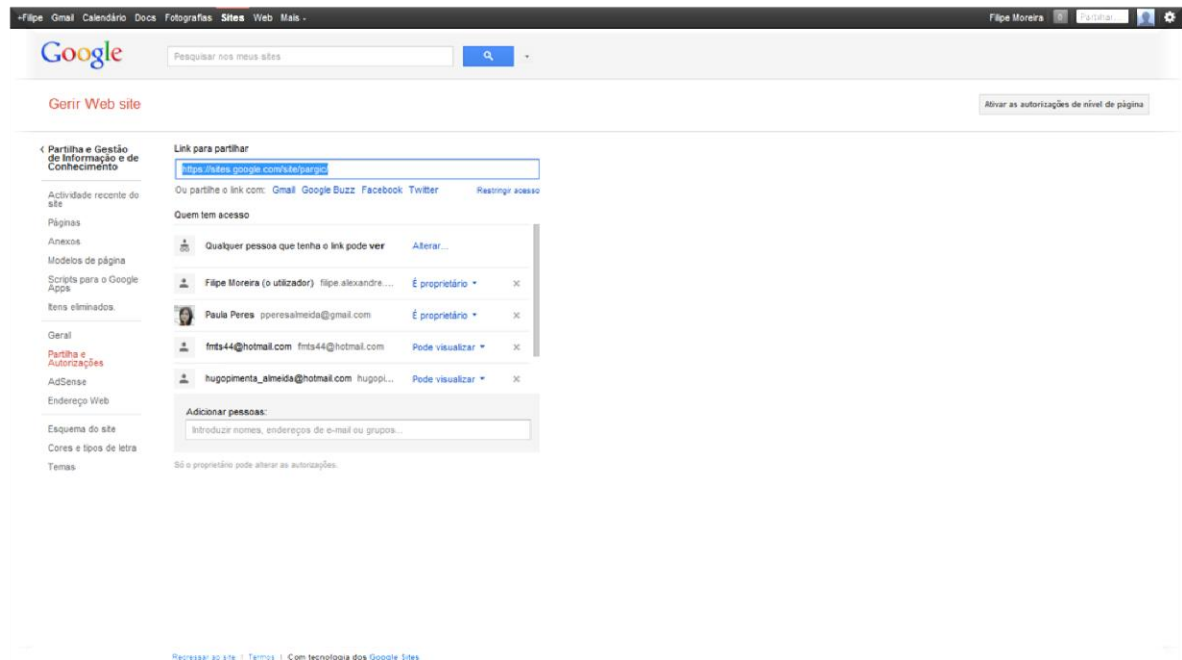 +Filipe Gmail Calendário Docs Fotografias Sites Web Mais
Filipe Moreira 0 Partilhar...
Google
Pesquisar nos meus sites
Gerir Web site
Ativar as autorizações de nível de página
Partilha e Gestão
de Informação e de
Conhecimento
Actividade recente do
site
Páginas
Anexos
Modelos de página
Scripts para o Google
Apps
Itens eliminados.
Geral
Partilha e
Autorizações
AdSense
Endereço Web
Esquema do site
Cores e tipos de letra
Temas
Link para partilhar
https://sites.google.com/site/pargic/
Ou partilhe o link com: Gmail Google Buzz Facebook Twitter Restringir acesso
Quem tem acesso
Qualquer pessoa que tenha o link pode ver Alterar...
Filipe Moreira (o utilizador) filipe.alexandre.... É proprietário
Paula Peres pperesalmeida@gmail.com É proprietário
fmts44@hotmail.com fmts44@hotmail.com Pode visualizar
hugopimenta_almeida@hotmail.com hugopi... Pode visualizar
Adicionar pessoas:
Introduzir nomes, endereços de e-mail ou grupos...
Só o proprietário pode alterar as autorizações.
Regressar ao site | Termos | Com tecnologia dos Google Sites